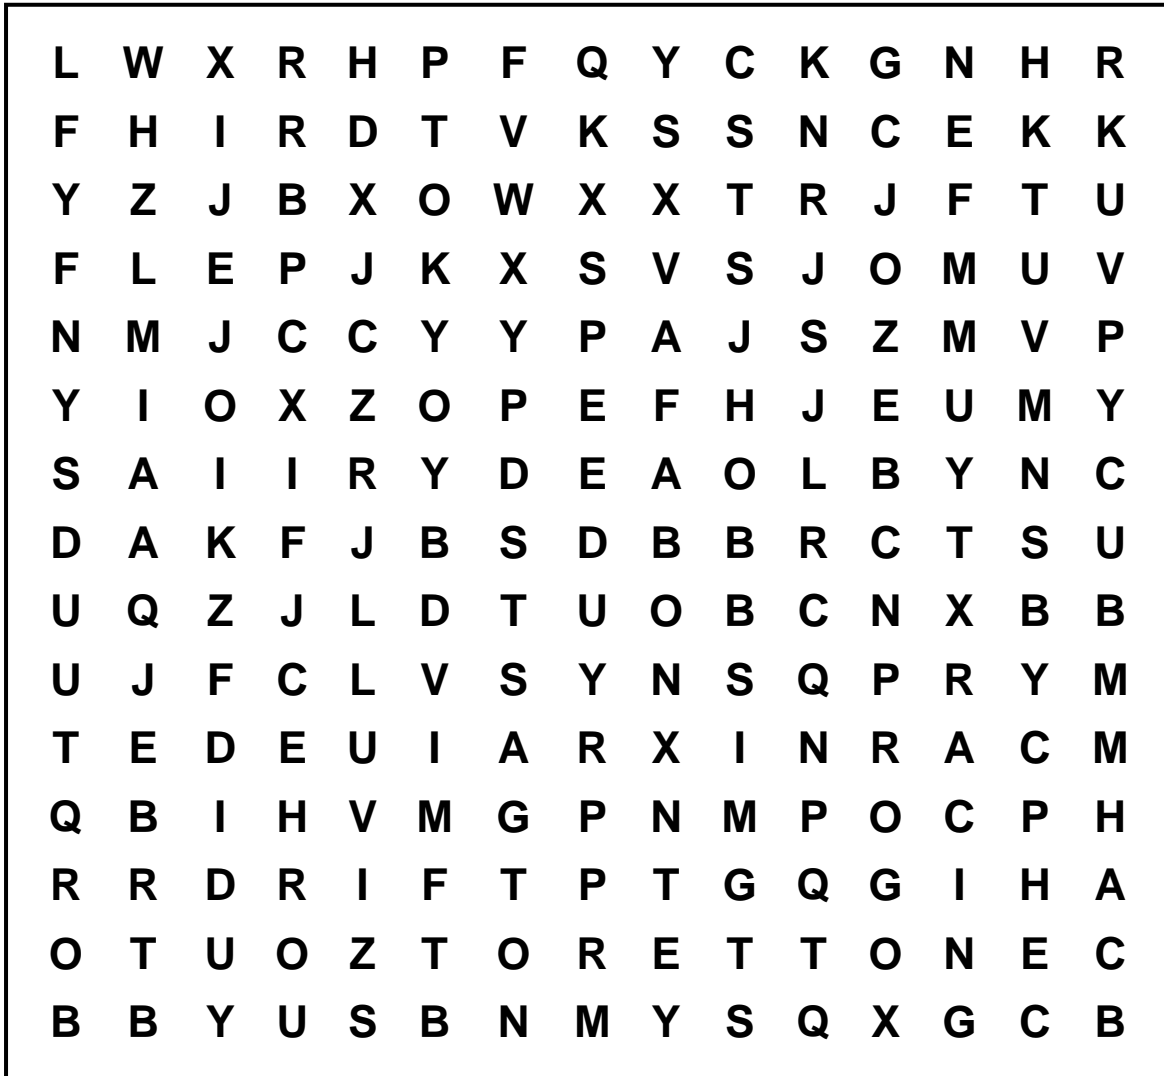 L W X R H P F Q Y C K G N H R
F H I R D T V K S S N C E K K
Y Z J B X O W X X T R J F T U
F L E P J K X S V S J O M U V
N M J C C Y Y P A J S Z M V P
Y I O X Z O P E F H J E U M Y
S A I I R Y D E A O L B Y N C
D A K F J B S D B B R C T S U
U Q Z J L D T U O B C N X B B
U J F C L V S Y N S Q P R Y M
T E D E U I A R X I N R A C M
Q B I H V M G P N M P O C P H
R R D R I F T P T G Q G I H A
O T U O Z T O R E T T O N E C
B B Y U S B N M Y S Q X G C B